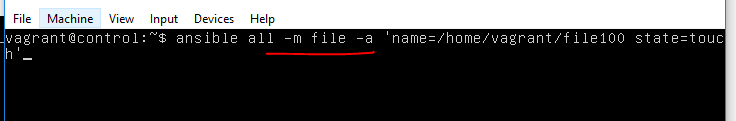 File Machine View Input Devices Help
vagrant@control:~$ ansible all -m file -a 'name=/home/vagrant/file100 state=touc
h'_